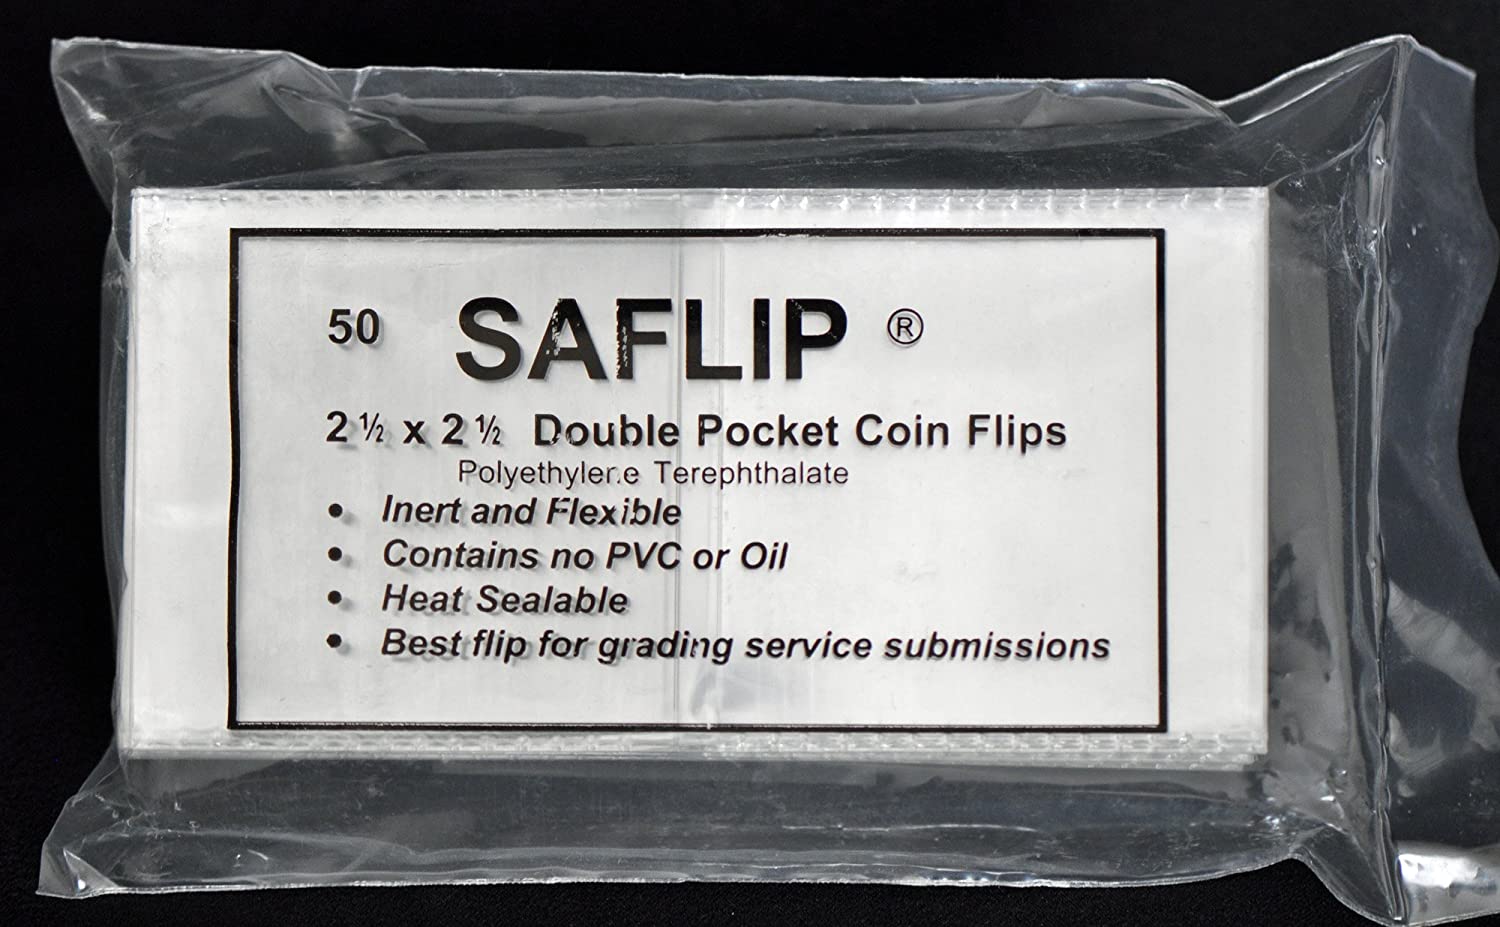 50 SAFLIP ®
2 ½ x 2 ½ Double Pocket Coin Flips
Polyethylene Terephthalate
• Inert and Flexible
• Contains no PVC or Oil
• Heat Sealable
• Best flip for grading service submissions